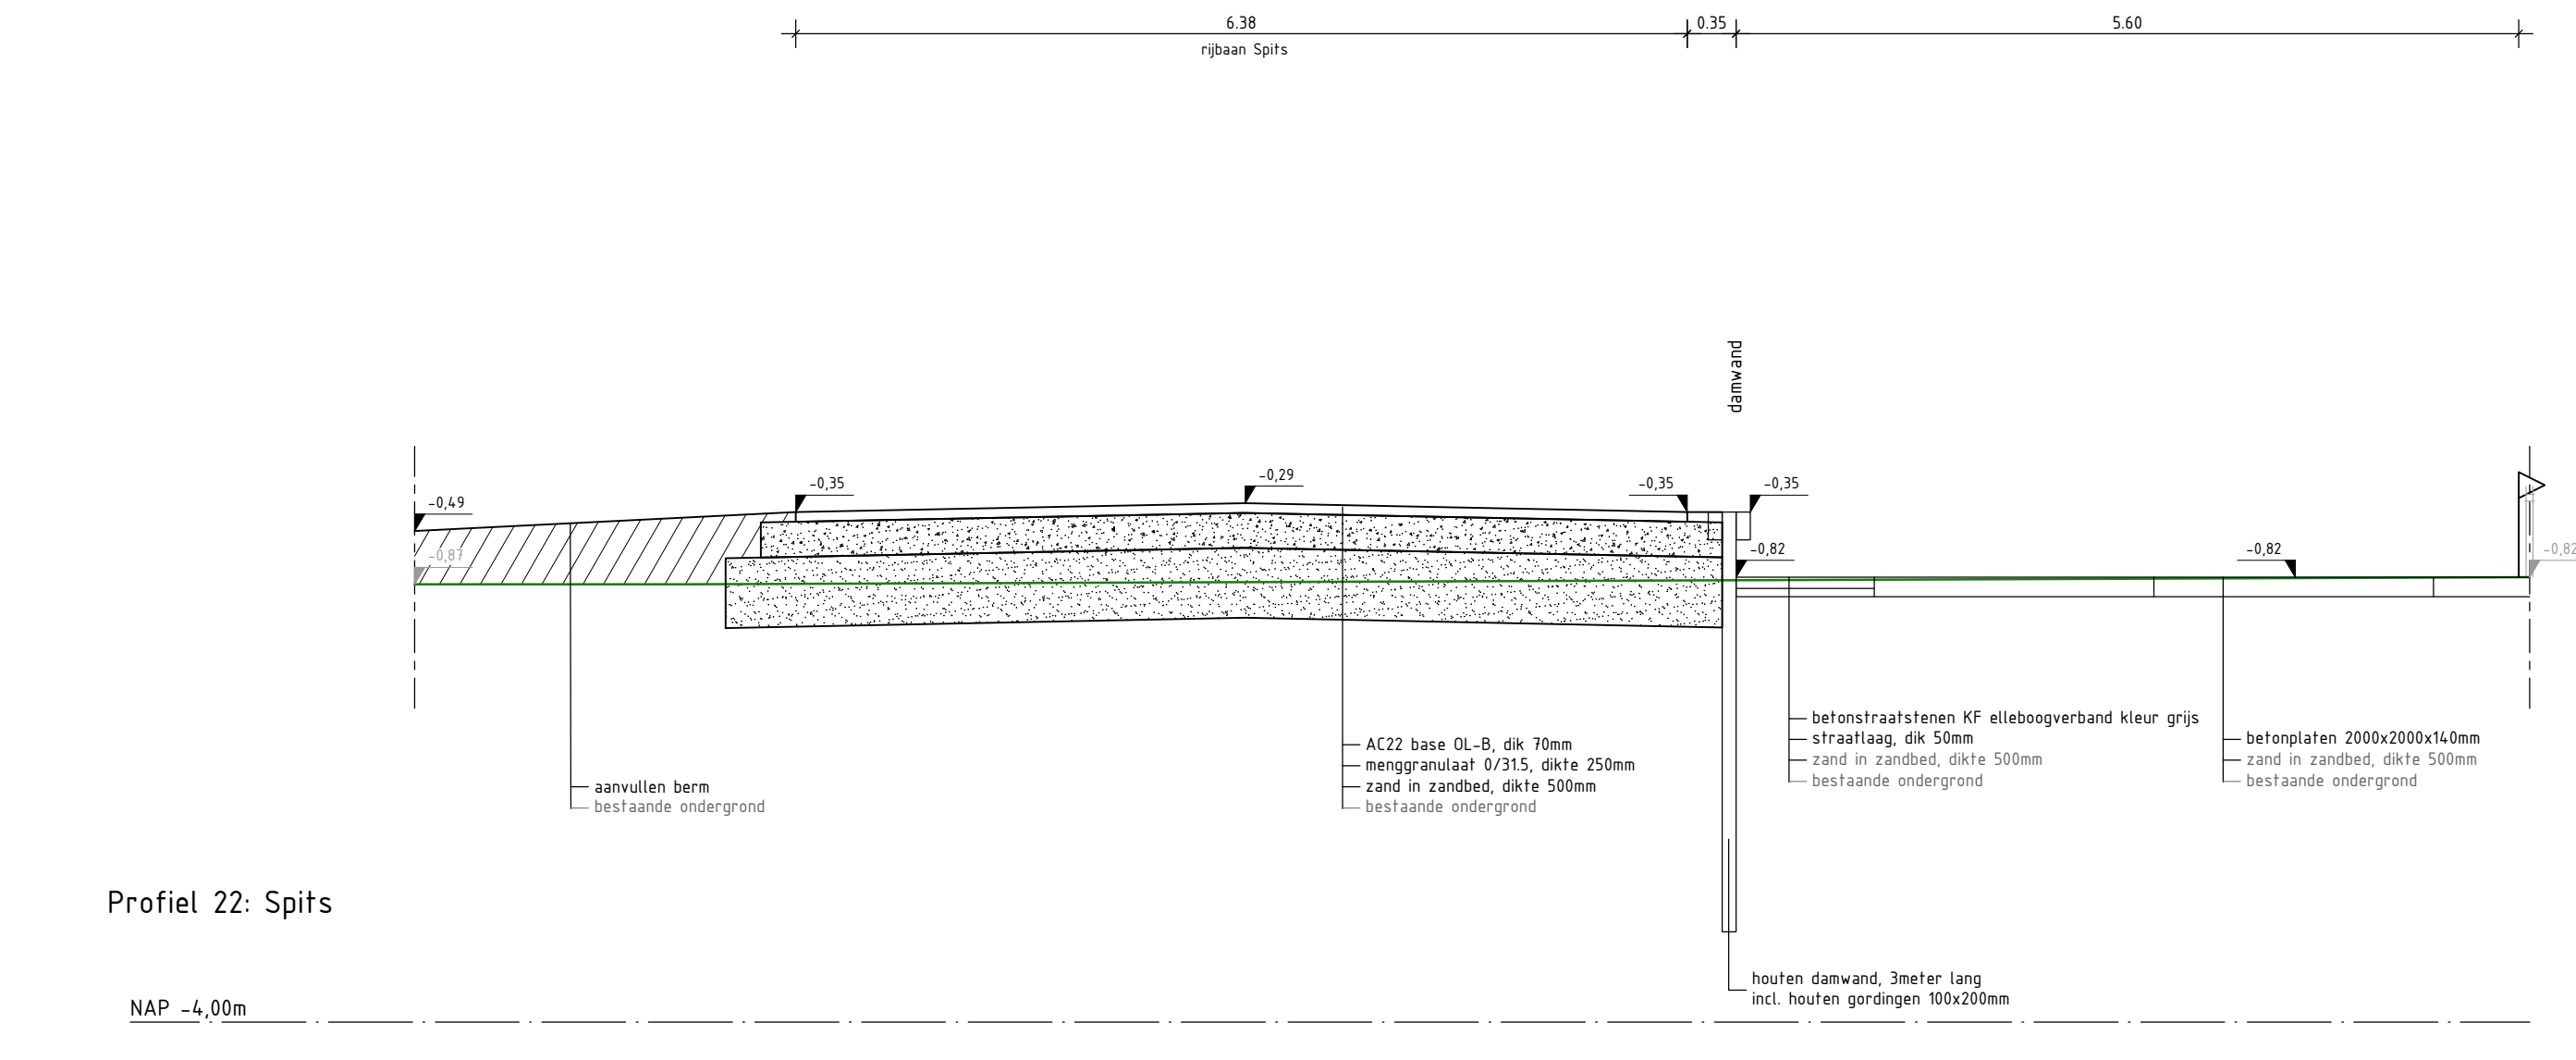 6.38
0.35
5.60
rijbaan Spits
damwand
-0,49
-0,87
-0,35
-0,29
-0,35
-0,35
-0,82
-0,82
-0,82
betonstraatstenen KF elleboogverband kleur grijs
straatlaag, dik 50mm
zand in zandbed, dikte 500mm
bestaande ondergrond
betonplaten 2000x2000x140mm
zand in zandbed, dikte 500mm
bestaande ondergrond
AC22 base OL-B, dik 70mm
menggranulaat 0/31.5, dikte 250mm
zand in zandbed, dikte 500mm
bestaande ondergrond
aanvullen berm
bestaande ondergrond
Profiel 22: Spits
houten damwand, 3meter lang
incl. houten gordingen 100x200mm
NAP -4,00m